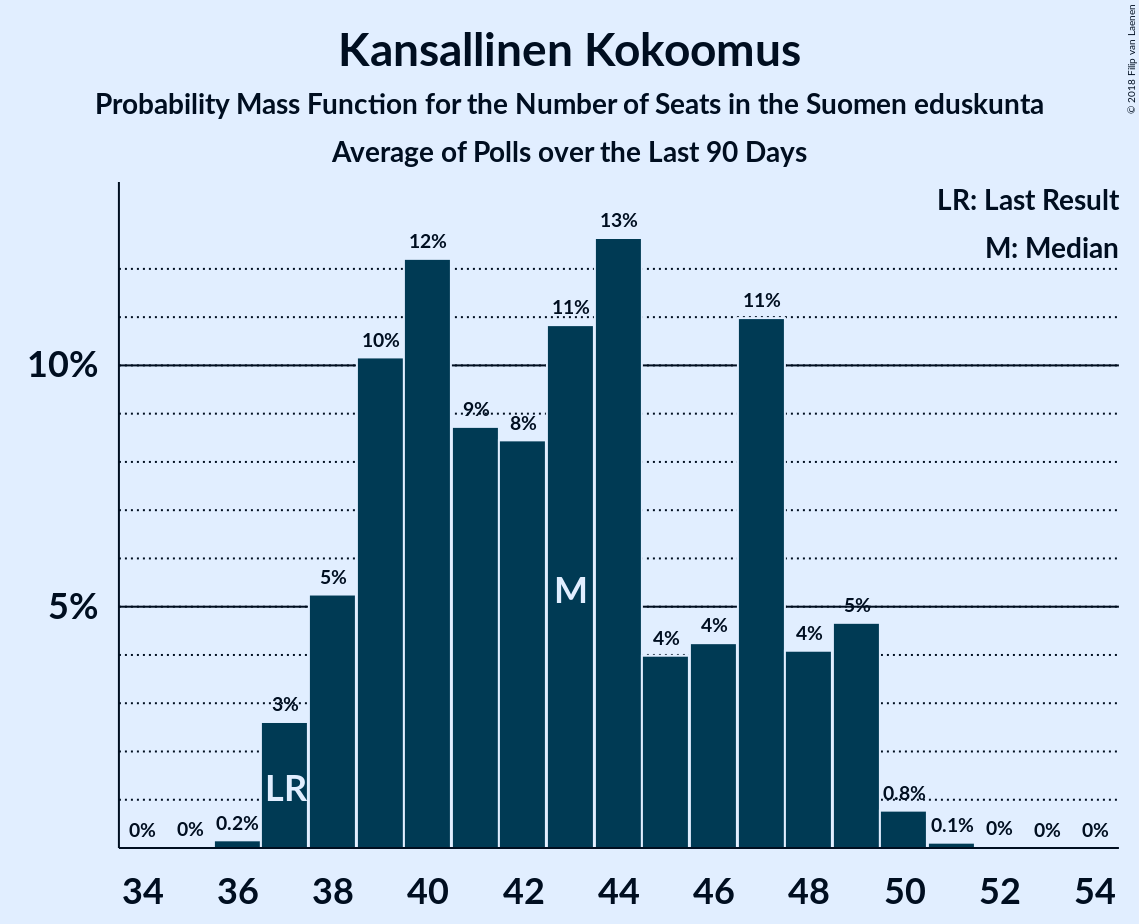 Kansallinen Kokoomus
Probability Mass Function for the Number of Seats in the Suomen eduskunta
Average of Polls over the Last 90 Days
© 2018 Filip van Laenen
LR: Last Result
M: Median
10%
5%
0%
0%
0.2%
3%
5%
10%
12%
9%
8%
11%
13%
4%
4%
11%
4%
5%
0.8%
0.1%
0%
0%
0%
LR
M
34 36 38 40 42 44 46 48 50 52 54